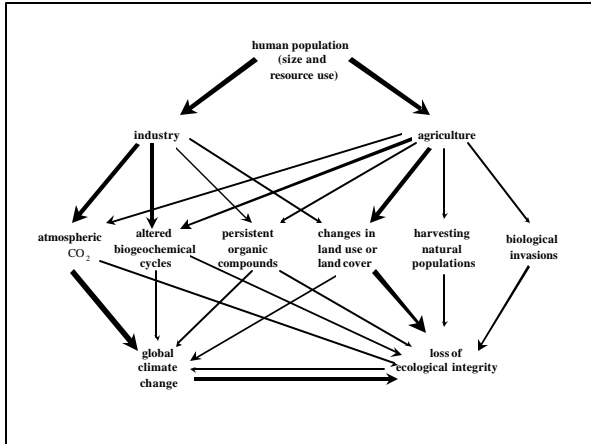 human population
(size and
resource use)
industry
agriculture
atmospheric
CO2
altered
biogeochemical
cycles
persistent
organic
compounds
changes in
land use or
land cover
harvesting
natural
populations
biological
invasions
global
climate
change
loss of
ecological integrity